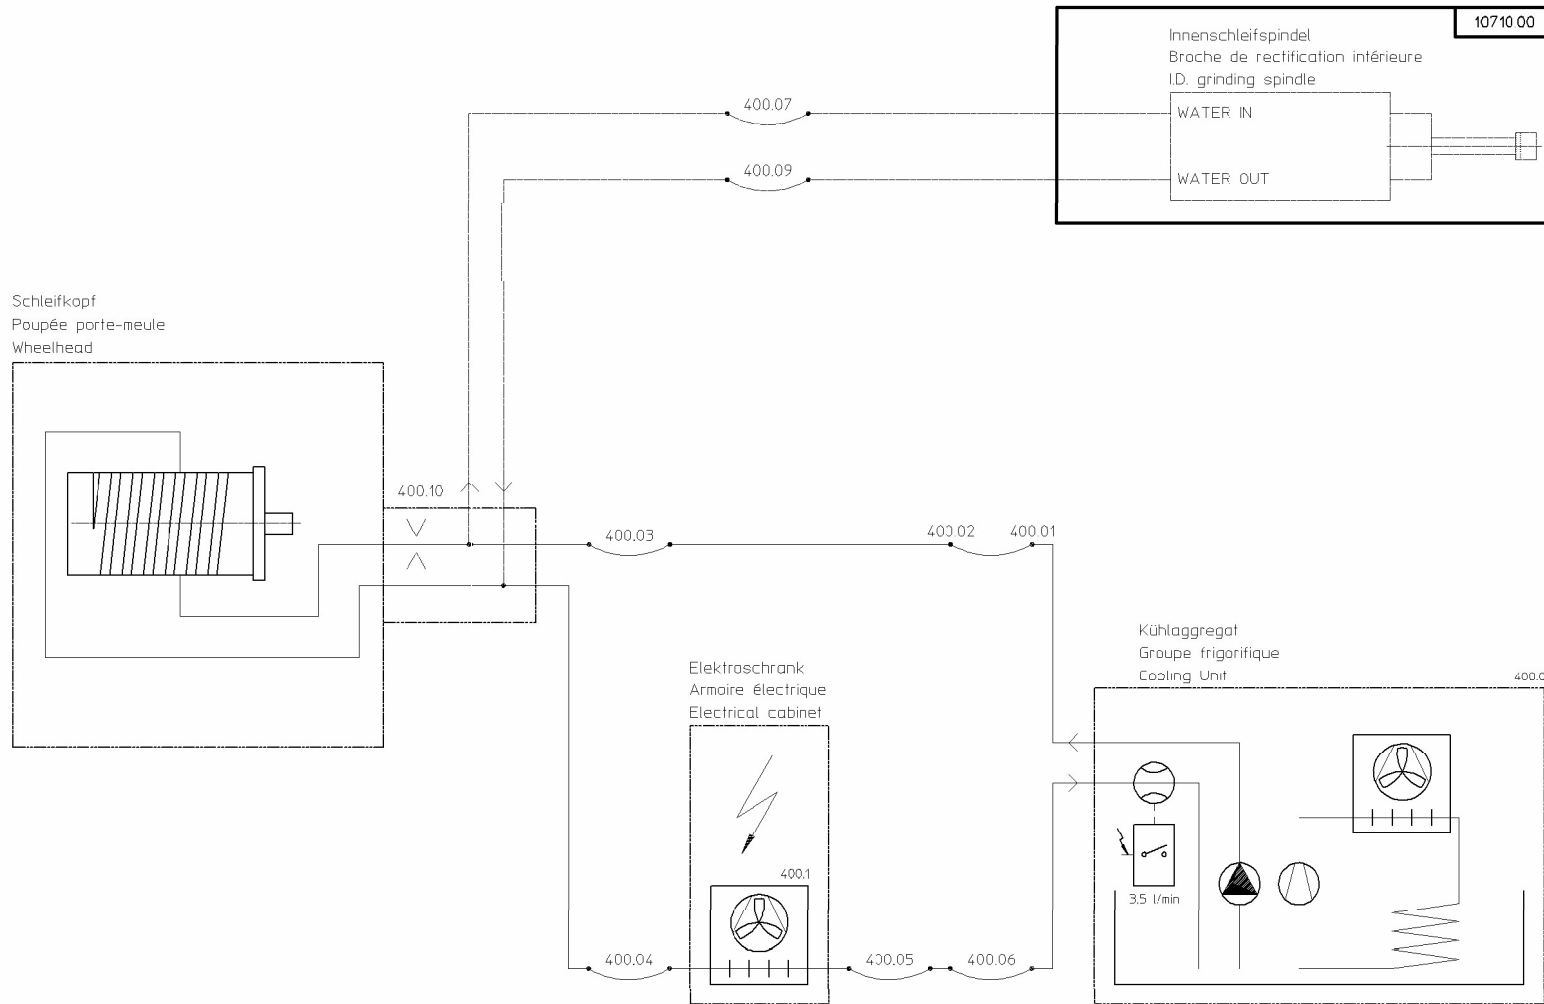 10710 00
Innenschleifspindel
Broche de rectification intérieure
I.D. grinding spindle
400.07
WATER IN
400.09
WATER OUT
Schleifkopf
Poupée porte-meule
Wheelhead
400.10
400.03
400.02
400.01
Kühlaggregat
Groupe frigorifique
Cooling Unit
400.0
Elektroschrank
Armoire électrique
Electrical cabinet
400.1
3.5 l/min
400.04
400.05
400.06